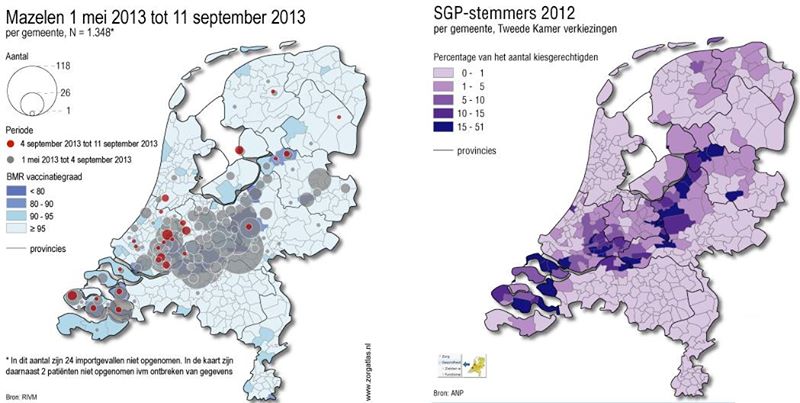 Mazelen 1 mei 2013 tot 11 september 2013
per gemeente, N = 1.348*
Aantal
118
26
1
Periode
4 september 2013 tot 11 september 2013
1 mei 2013 tot 4 september 2013
BMR vaccinatiegraad
< 80
80 - 90
90 - 95
≥ 95
provincies
* In dit aantal zijn 24 importgevallen niet opgenomen. In de kaart zijn
daarnaast 2 patiënten niet opgenomen ivm ontbreken van gegevens
Bron: RIVM
www.zorgatlas.nl
SGP-stemmers 2012
per gemeente, Tweede Kamer verkiezingen
Percentage van het aantal kiesgerechtigden
0 - 1
1 - 5
5 - 10
10 - 15
15 - 51
provincies
Bron: ANP